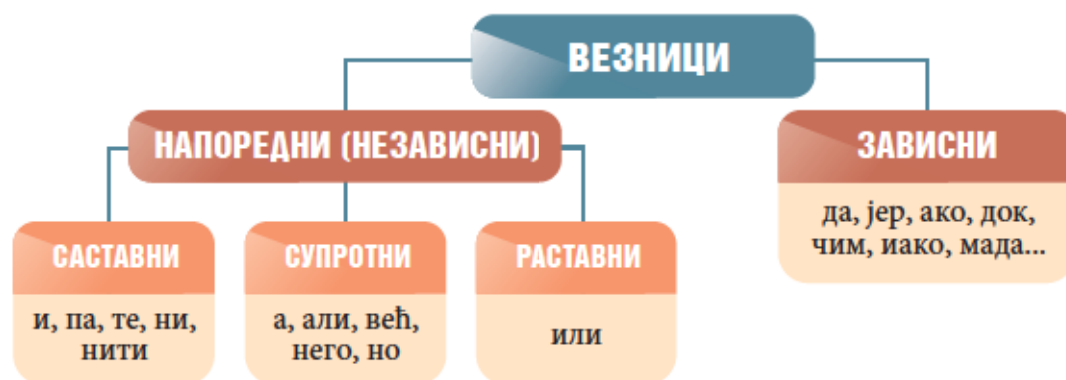 ВЕЗНИЦИ
НАПОРЕДНИ (НЕЗАВИСНИ)
ЗАВИСНИ
да, јер, ако, док,
чим, иако, мада...
САСТАВНИ
и, па, те, ни,
нити
СУПРОТНИ
а, али, већ,
него, но
РАСТАВНИ
или